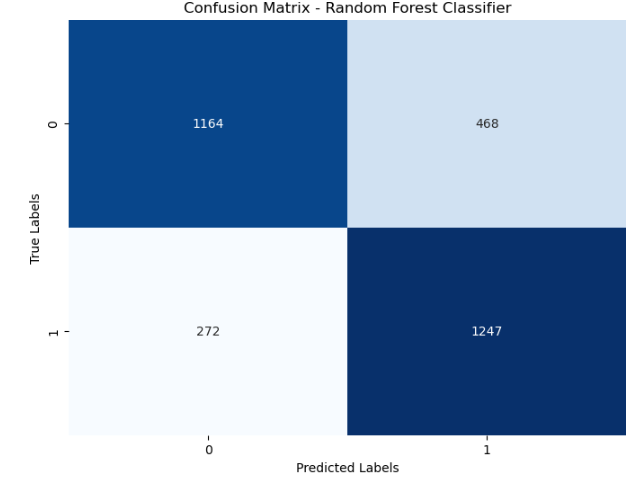 Confusion Matrix - Random Forest Classifier
True Labels
0
1164
468
1
272
1247
0
1
Predicted Labels